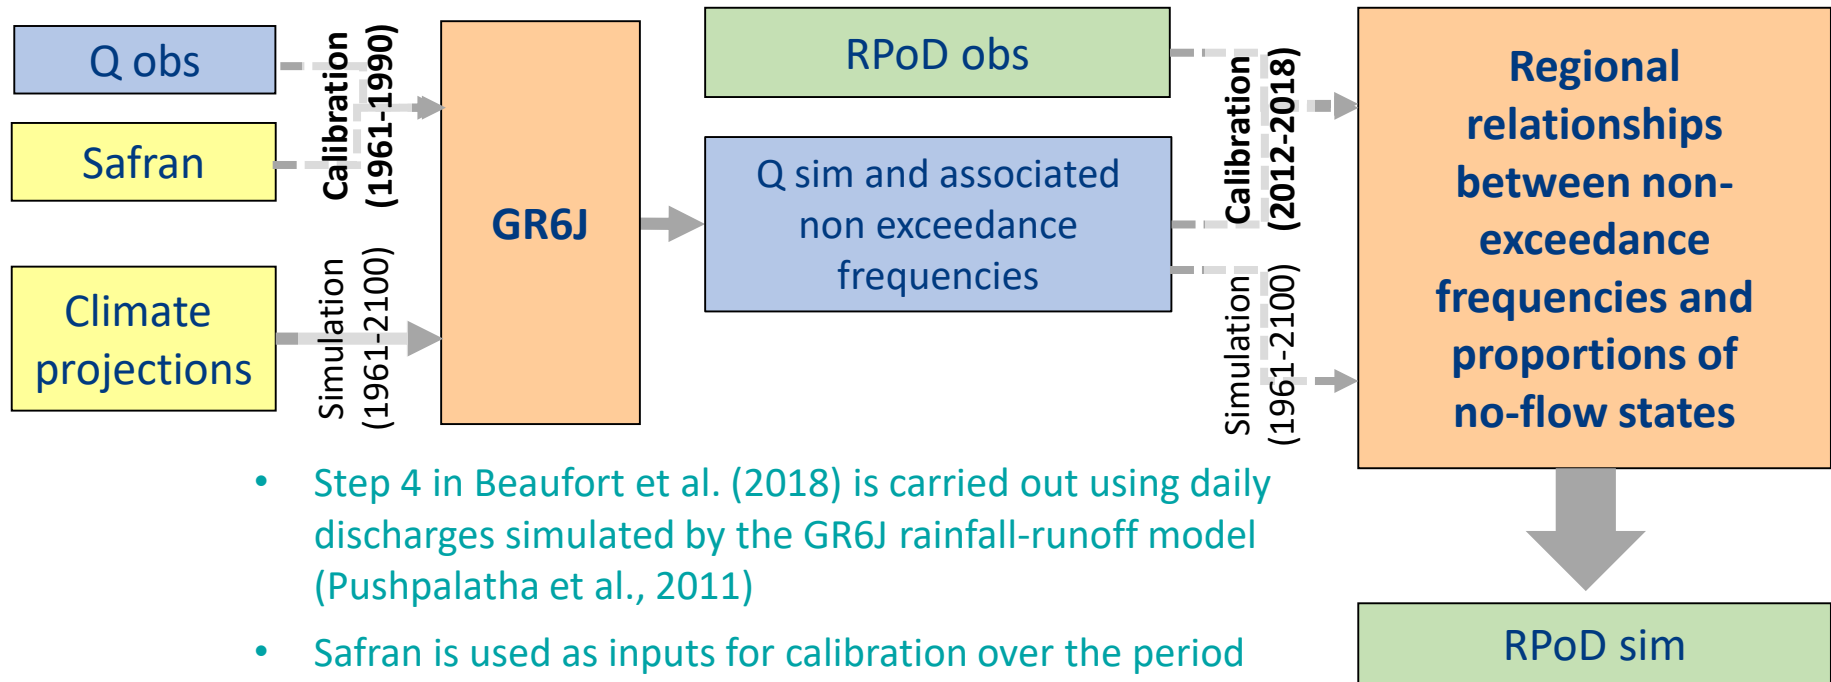 Q obs
Safran
Climate
projections
Calibration
(1961-1990)
Simulation
(1961-2100)
GR6J
RPoD obs
Q sim and associated
non exceedance
frequencies
Calibration
(2012-2018)
Simulation
(1961-2100)
Regional
relationships
between non-
exceedance
frequencies and
proportions of
no-flow states
RPoD sim
• Step 4 in Beaufort et al. (2018) is carried out using daily
discharges simulated by the GR6J rainfall-runoff model
(Pushpalatha et al., 2011)
• Safran is used as inputs for calibration over the period